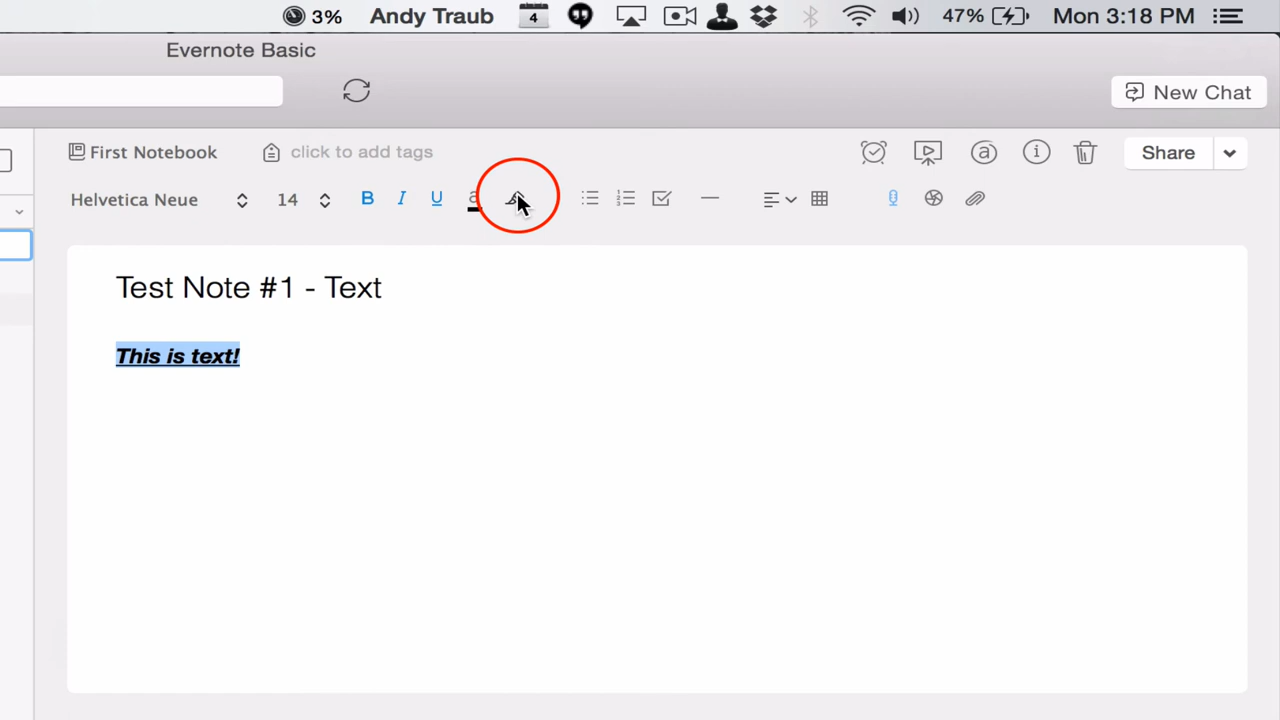 3% Andy Traub 4 47% Mon 3:18 PM
Evernote Basic
New Chat
First Notebook click to add tags Share
Helvetica Neue 14 B I U a
Test Note #1 - Text
This is text!